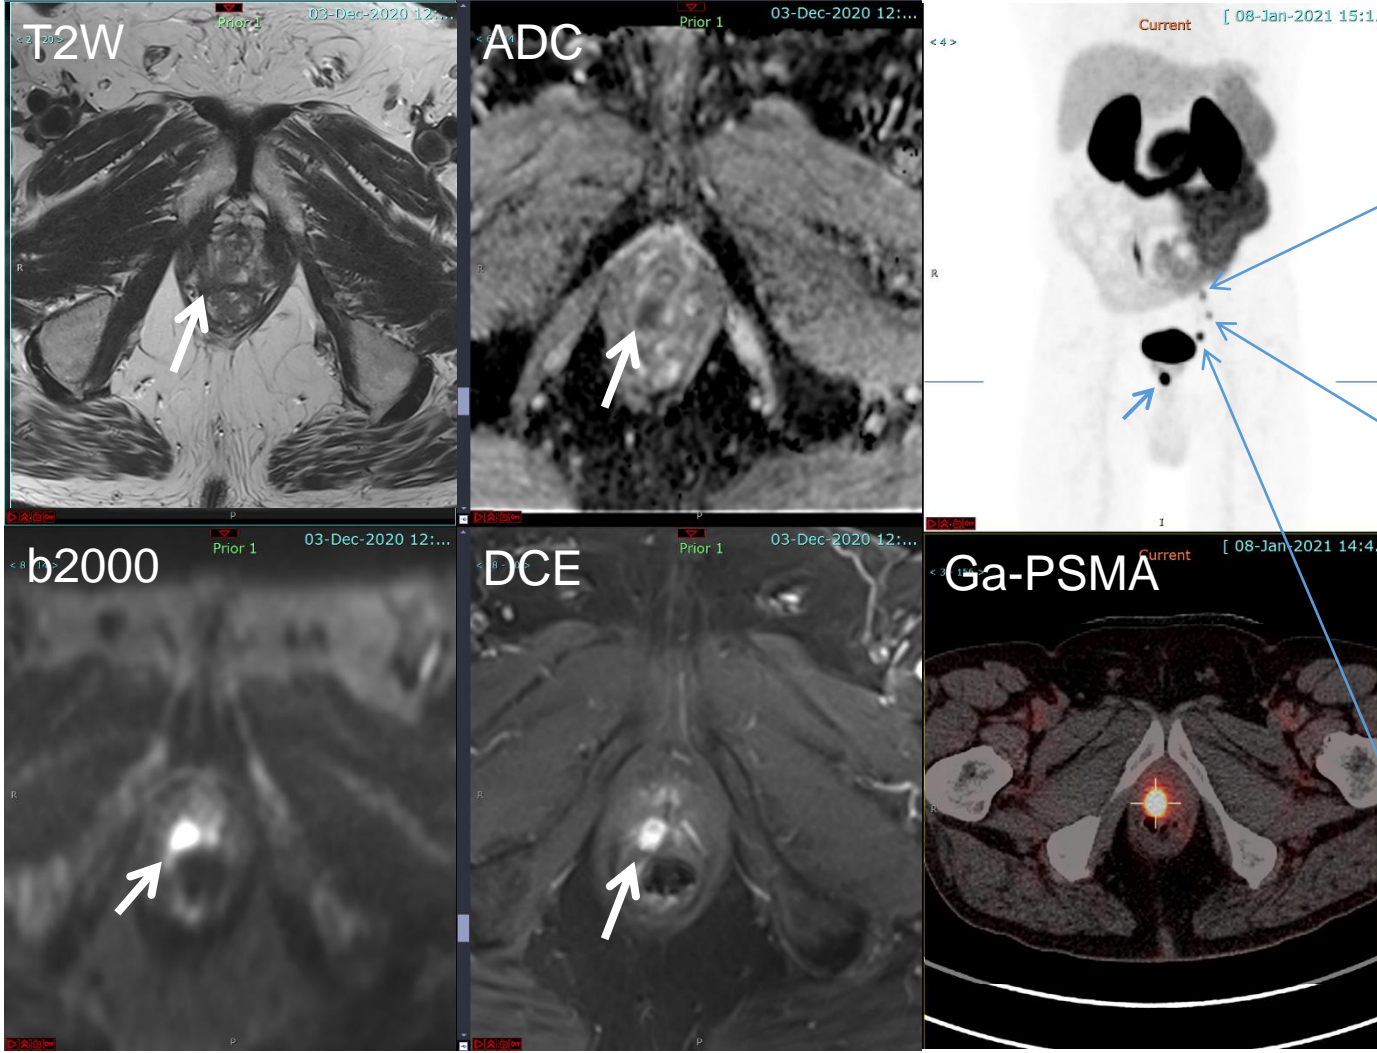 03-Dec-2020 12:...
Prior 1
T2W
R
P
03-Dec-2020 12:...
Prior 1
ADC
R
P
[ 08-Jan-2021 15:1
Current
< 4 >
R
I
03-Dec-2020 12:...
Prior 1
b2000
R
P
03-Dec-2020 12:...
Prior 1
DCE
R
P
[ 08-Jan-2021 14:4
Current
Ga-PSMA
R